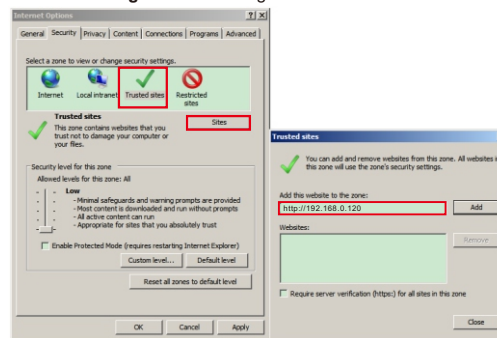 Internet Options
General Security Privacy Content Connections Programs Advanced
Select a zone to view or change security settings.
Internet Local intranet Trusted sites Restricted
sites
Trusted sites
Sites
This zone contains websites that you
trust not to damage your computer or
your files.
Security level for this zone
Allowed levels for this zone: All
Low
- Minimal safeguards and warning prompts are provided
- Most content is downloaded and run without prompts
- All active content can run
- Appropriate for sites that you absolutely trust
Enable Protected Mode (requires restarting Internet Explorer)
Custom level... Default level
Reset all zones to default level
OK Cancel Apply
Trusted sites
You can add and remove websites from this zone. All websites in
this zone will use the zone's security settings.
Add this website to the zone:
http://192.168.0.120 Add
Websites:
Remove
Require server verification (https:) for all sites in this zone
Close